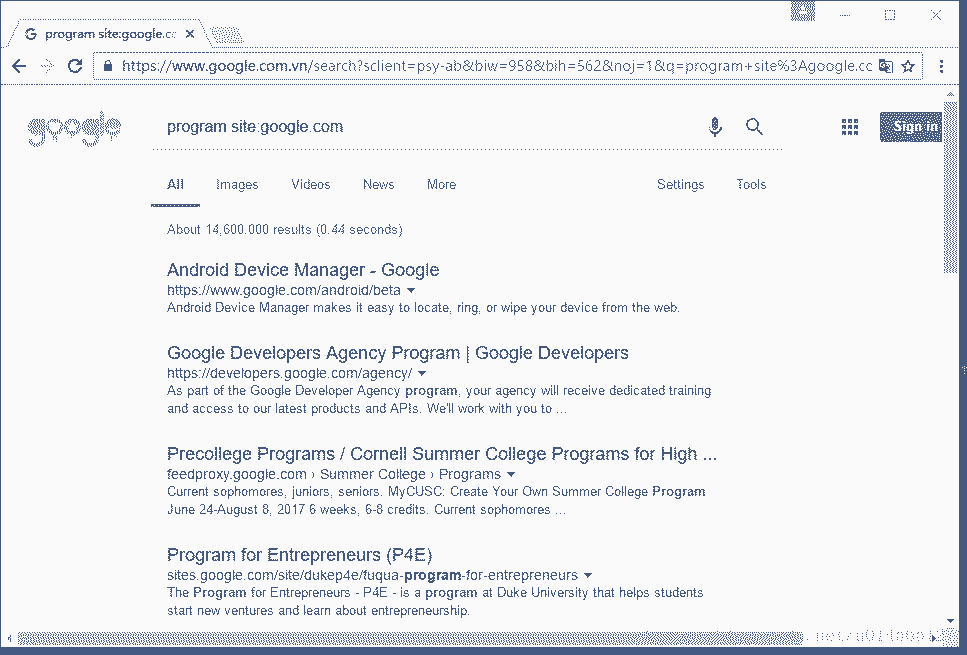 program site:google.cc
https://www.google.com.vn/search?sclient=psy-ab&biw=958&bih=562&noj=1&q=program+site%3Agoogle.cc
Google
program site:google.com
Sign in
All Images Videos News More Settings Tools
About 14,600,000 results (0.44 seconds)
Android Device Manager - Google
https://www.google.com/android/beta
Android Device Manager makes it easy to locate, ring, or wipe your device from the web.
Google Developers Agency Program | Google Developers
https://developers.google.com/agency/
As part of the Google Developer Agency program, your agency will receive dedicated training
and access to our latest products and APIs. We'll work with you to ...
Precollege Programs / Cornell Summer College Programs for High ...
feedproxy.google.com › Summer College › Programs
Current sophomores, juniors, seniors. MyCUSC: Create Your Own Summer College Program
June 24-August 8, 2017 6 weeks, 6-8 credits. Current sophomores ...
Program for Entrepreneurs (P4E)
sites.google.com/site/dukep4e/fuqua-program-for-entrepreneurs
The Program for Entrepreneurs - P4E - is a program at Duke University that helps students
start new ventures and learn about entrepreneurship.